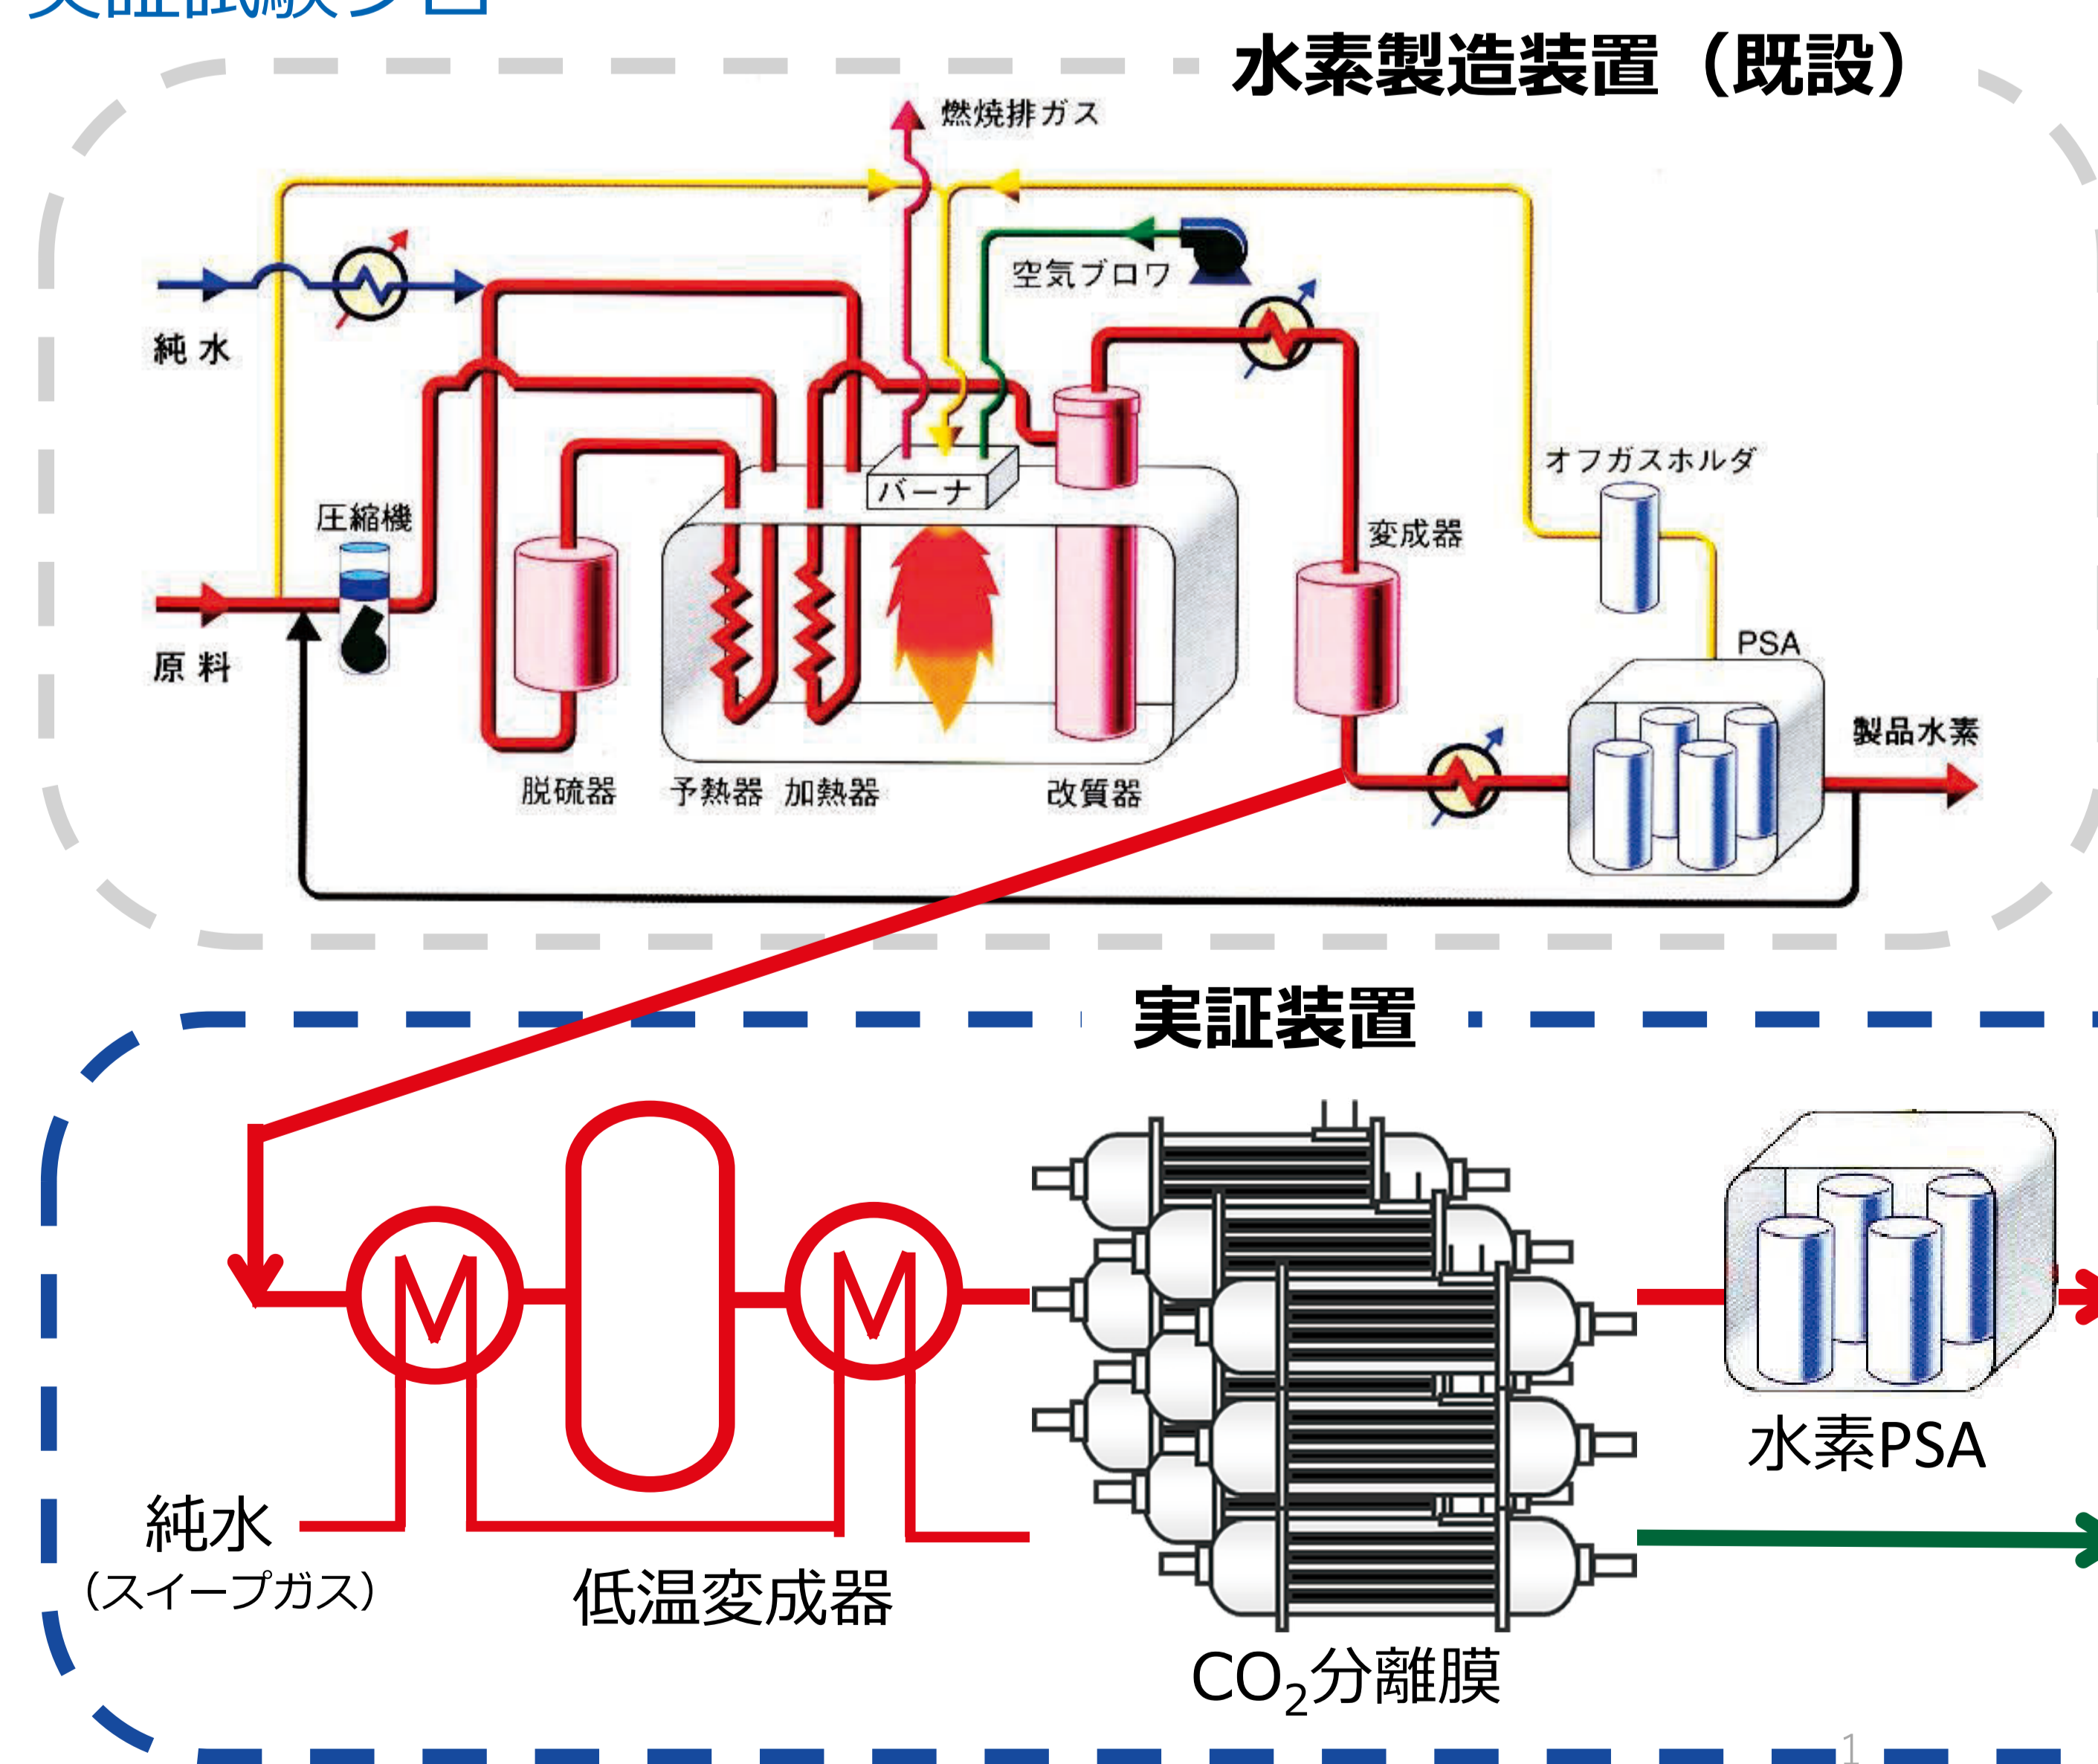 水素製造装置（既設）
燃焼排ガス
空気ブロワ
純水
オフガスホルダ
バーナ
圧縮機
変成器
PSA
原料
製品水素
脱硫器
予熱器
加熱器
改質器
実証装置
水素PSA
純水
（スイープガス）
低温変成器
CO₂分離膜
1